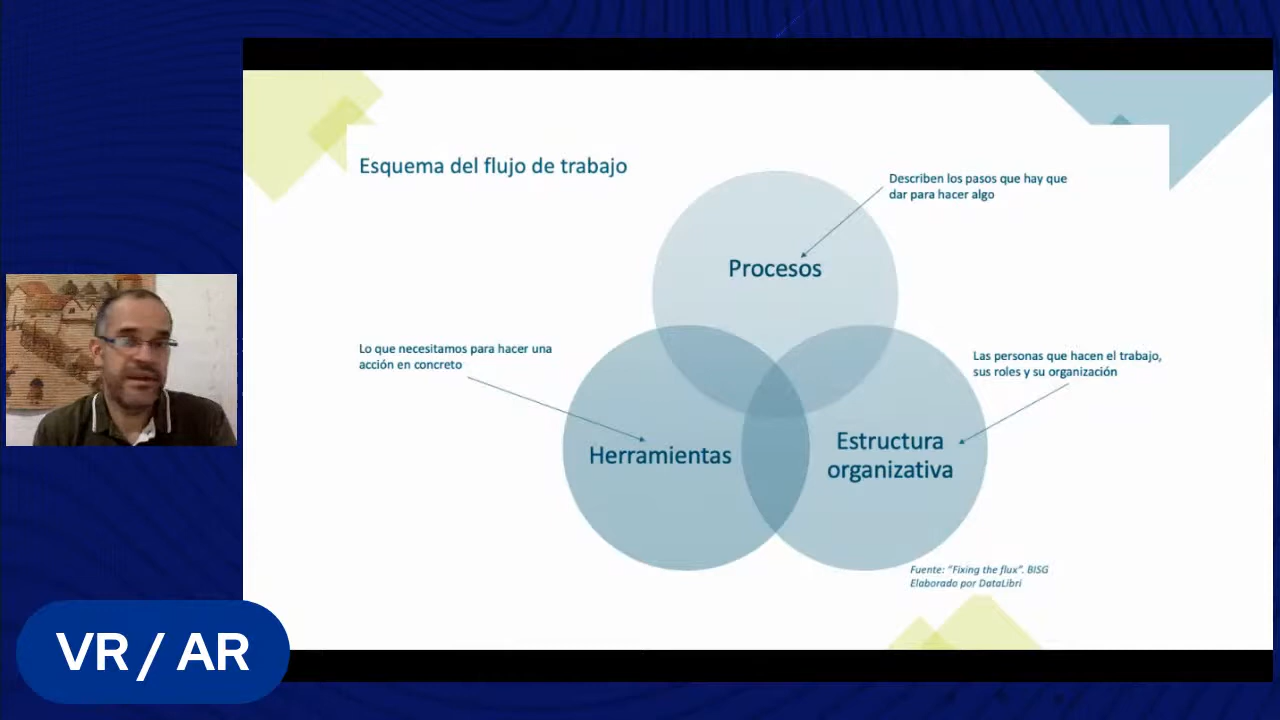 Esquema del flujo de trabajo
Describen los pasos que hay que
dar para hacer algo
Procesos
Lo que necesitamos para hacer una
acción en concreto
Las personas que hacen el trabajo,
sus roles y su organización
Herramientas
Estructura
organizativa
Fuente: “Fixing the flux”. BISG
Elaborado por DataLibri
VR / AR